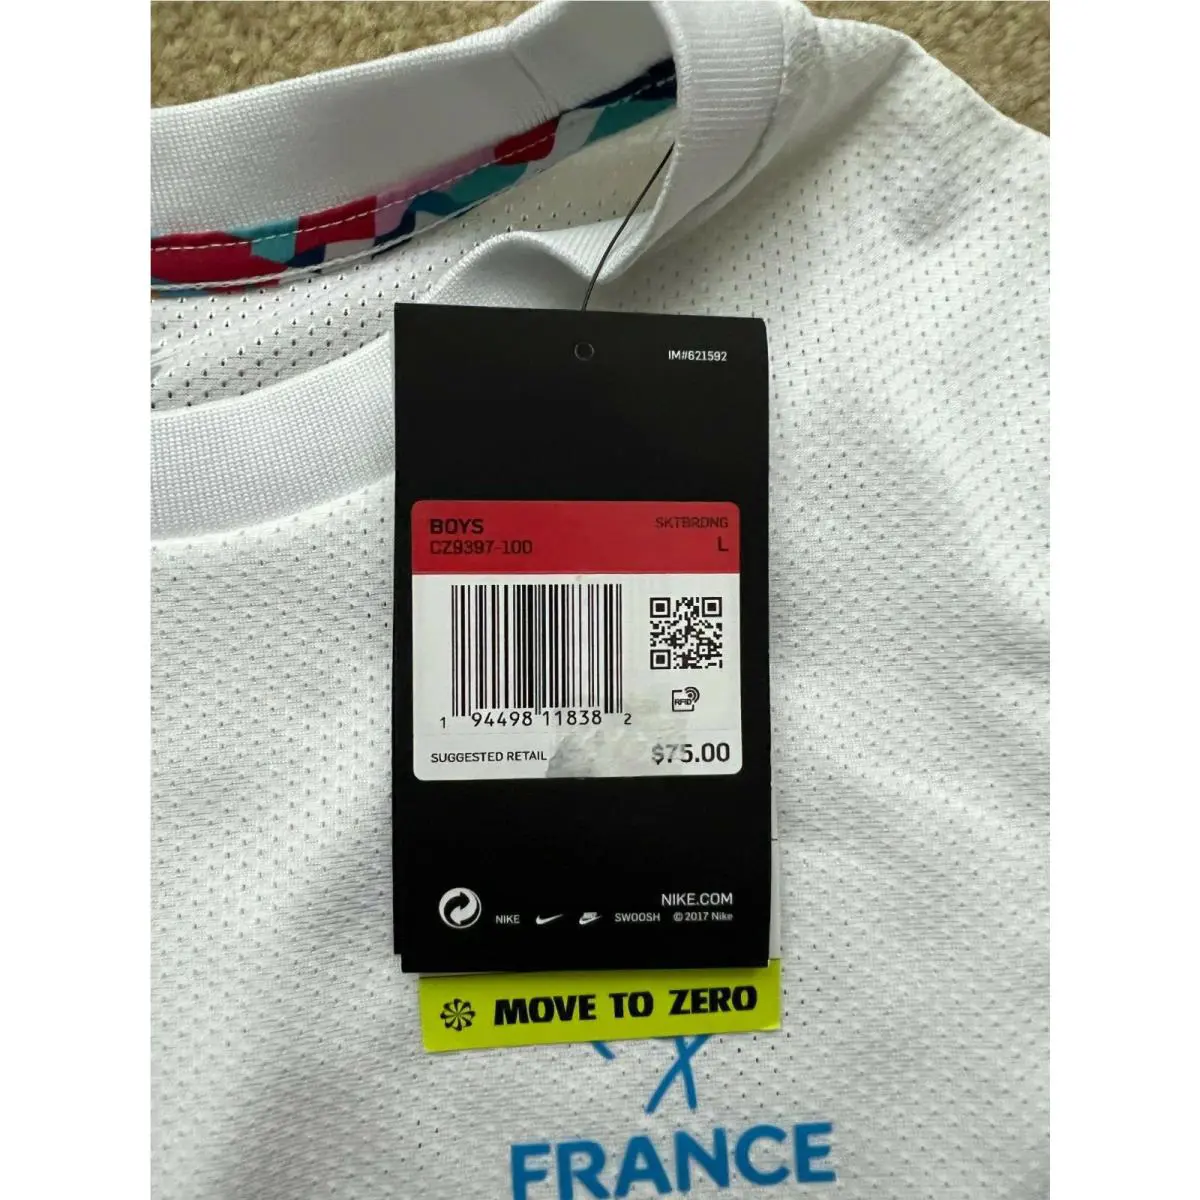 IM#621592
BOYS
SKTBRDNG
CZ9397-100
L
RFID
1 94498 11838 2
SUGGESTED RETAIL
$75.00
NIKE.COM
NIKE SWOOSH © 2017 Nike
MOVE TO ZERO
FRANCE